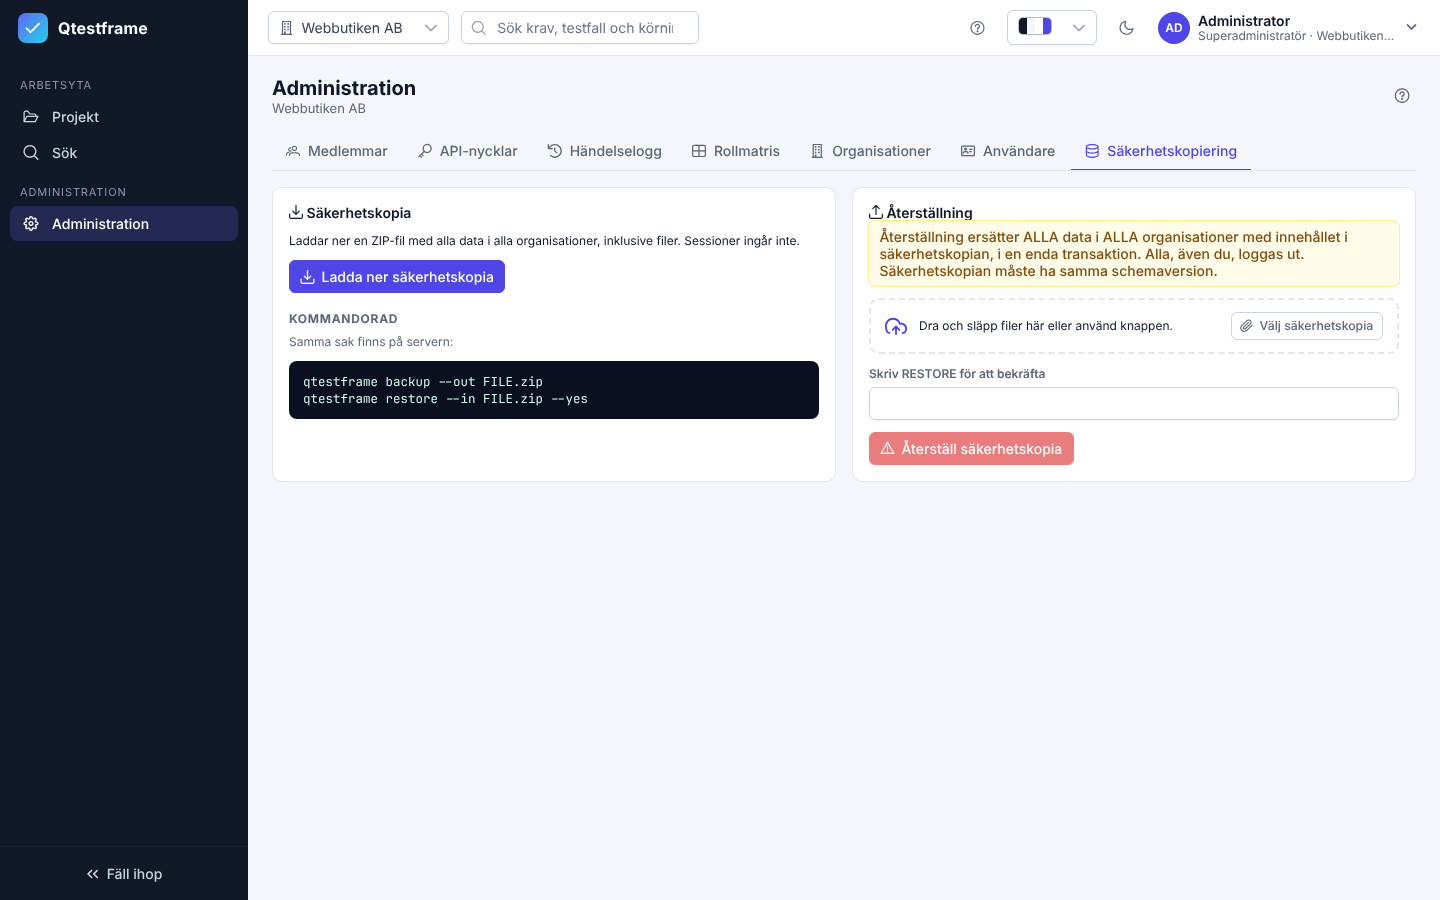 Qtestframe
Webbutiken AB
Sök krav, testfall och körni
AD
Administrator
Superadministratör · Webbutiken...
ARBETSYTA
Projekt
Sök
ADMINISTRATION
Administration
Fäll ihop
Administration
Webbutiken AB
Medlemmar
API-nycklar
Händelselogg
Rollmatris
Organisationer
Användare
Säkerhetskopiering
Säkerhetskopia
Laddar ner en ZIP-fil med alla data i alla organisationer, inklusive filer. Sessioner ingår inte.
Ladda ner säkerhetskopia
KOMMANDORAD
Samma sak finns på servern:
qtestframe backup --out FILE.zip
qtestframe restore --in FILE.zip --yes
Återställning
Återställning ersätter ALLA data i ALLA organisationer med innehållet i
säkerhetskopian, i en enda transaktion. Alla, även du, loggas ut.
Säkerhetskopian måste ha samma schemaversion.
Dra och släpp filer här eller använd knappen.
Välj säkerhetskopia
Skriv RESTORE för att bekräfta
Återställ säkerhetskopia